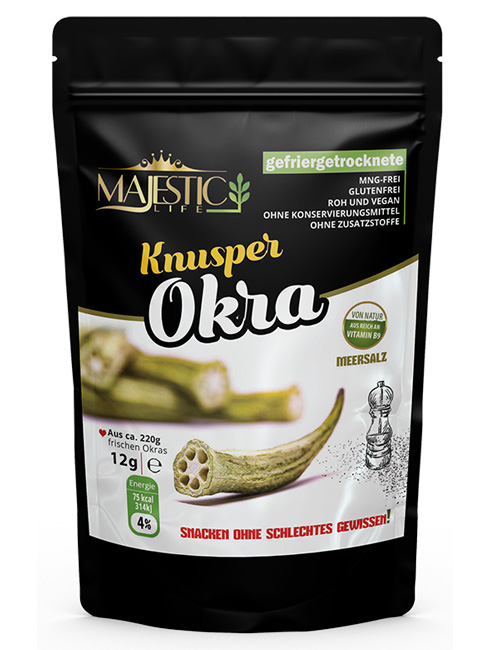 MAJESTIC
LIFE
gefriergetrocknete
MNG-FREI
GLUTENFREI
ROH UND VEGAN
OHNE KONSERVIERUNGSMITTEL
OHNE ZUSATZSTOFFE
Knusper
Okra
VON NATUR
AUS REICH AN
VITAMIN B9
MEERSALZ
Aus ca. 220g
frischen Okras
12g | ℮
Energie
75 kcal
314kJ
4%
SNACKEN OHNE SCHLECHTES GEWISSEN!